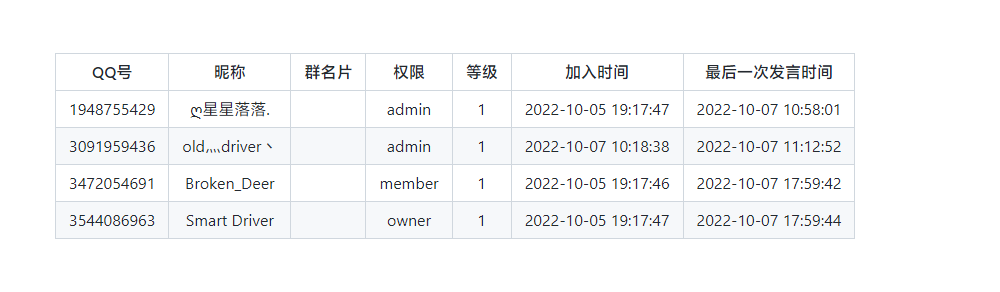 QQ号 昵称 群名片 权限 等级 加入时间 最后一次发言时间
1948755429 ღ星星落落. admin 1 2022-10-05 19:17:47 2022-10-07 10:58:01
3091959436 old灬driver丶 admin 1 2022-10-07 10:18:38 2022-10-07 11:12:52
3472054691 Broken_Deer member 1 2022-10-05 19:17:46 2022-10-07 17:59:42
3544086963 Smart Driver owner 1 2022-10-05 19:17:47 2022-10-07 17:59:44